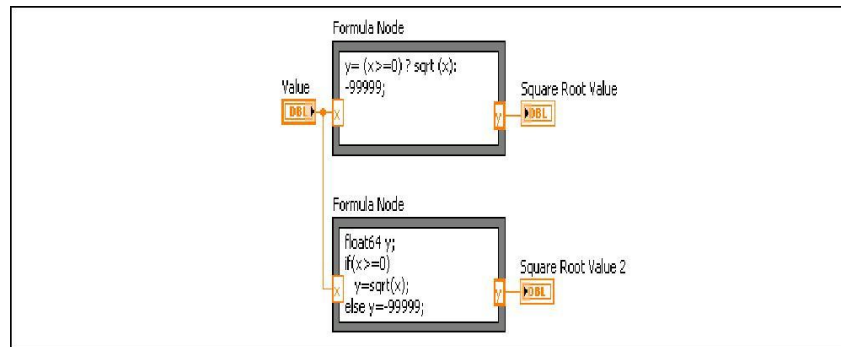 Formula Node
y= (x>=0) ? sqrt (x):
-99999;
Value
DBL
x
y
Square Root Value
DBL
Formula Node
float64 y;
if(x>=0)
y=sqrt(x);
else y=-99999;
x
y
Square Root Value 2
DBL